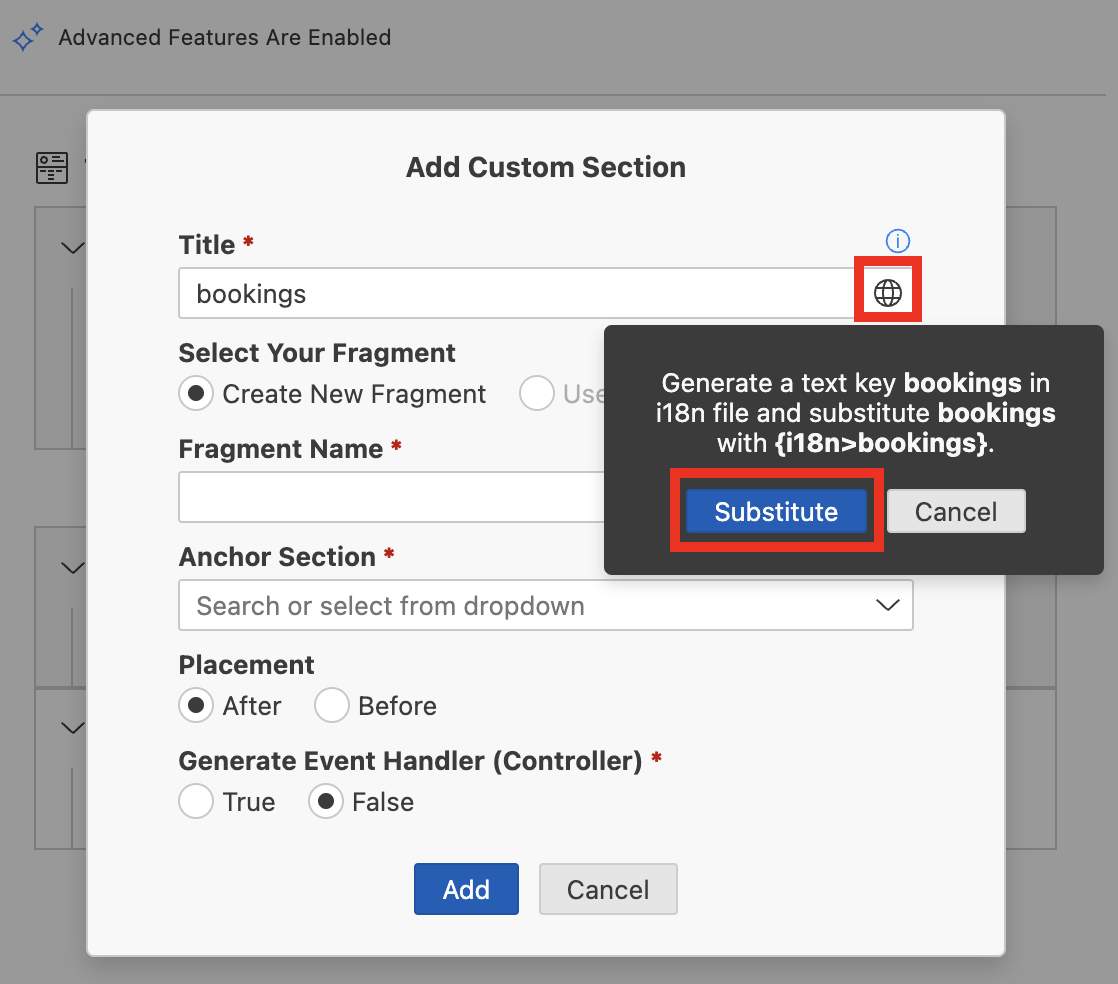 Advanced Features Are Enabled
Add Custom Section
Title *
bookings
Select Your Fragment
Create New Fragment
Use
Generate a text key bookings in
i18n file and substitute bookings
with {i18n>bookings}.
Substitute Cancel
Fragment Name *
Anchor Section *
Search or select from dropdown
Placement
After Before
Generate Event Handler (Controller) *
True False
Add Cancel